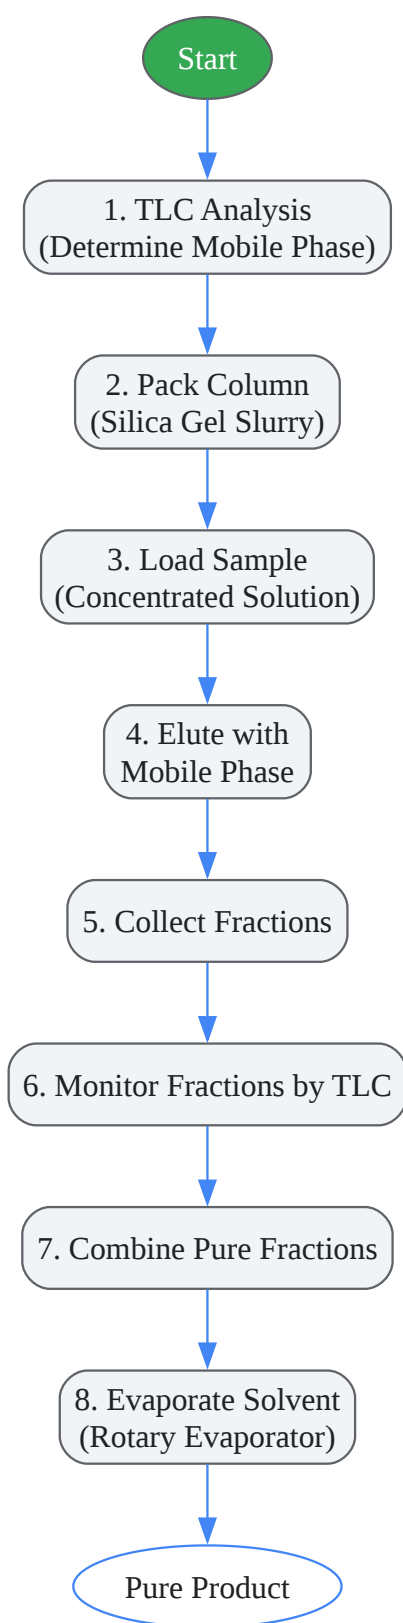 Start
1. TLC Analysis
(Determine Mobile Phase)
2. Pack Column
(Silica Gel Slurry)
3. Load Sample
(Concentrated Solution)
4. Elute with
Mobile Phase
5. Collect Fractions
6. Monitor Fractions by TLC
7. Combine Pure Fractions
8. Evaporate Solvent
(Rotary Evaporator)
Pure Product